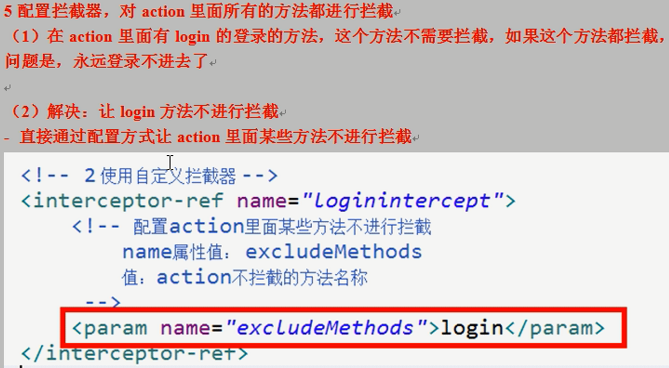 5 配置拦截器，对 action 里面所有的方法都进行拦截
（1）在 action 里面有 login 的登录的方法，这个方法不需要拦截，如果这个方法都拦截，
问题是，永远登录不进去了
（2）解决：让 login 方法不进行拦截
- 直接通过配置方式让 action 里面某些方法不进行拦截
<!-- 2 使用自定义拦截器 -->
<interceptor-ref name="loginintercept">
<!-- 配置action里面某些方法不进行拦截
name属性值： excludeMethods
值：action不拦截的方法名称
-->
<param name="excludeMethods">login</param>
</interceptor-ref>